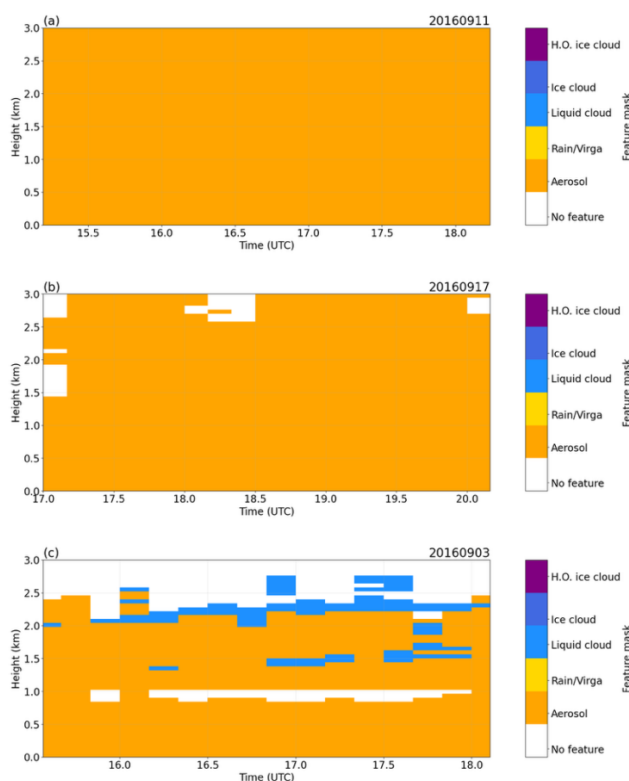 (a) 20160911
3.0
2.5
2.0
1.5
1.0
0.5
0.0
Height (km)
15.5 16.0 16.5 17.0 17.5 18.0
Time (UTC)
H.O. ice cloud
Ice cloud
Liquid cloud
Rain/Virga
Aerosol
No feature
Feature mask
(b) 20160917
3.0
2.5
2.0
1.5
1.0
0.5
0.0
Height (km)
17.0 17.5 18.0 18.5 19.0 19.5 20.0
Time (UTC)
H.O. ice cloud
Ice cloud
Liquid cloud
Rain/Virga
Aerosol
No feature
Feature mask
(c) 20160903
3.0
2.5
2.0
1.5
1.0
0.5
0.0
Height (km)
16.0 16.5 17.0 17.5 18.0
Time (UTC)
H.O. ice cloud
Ice cloud
Liquid cloud
Rain/Virga
Aerosol
No feature
Feature mask